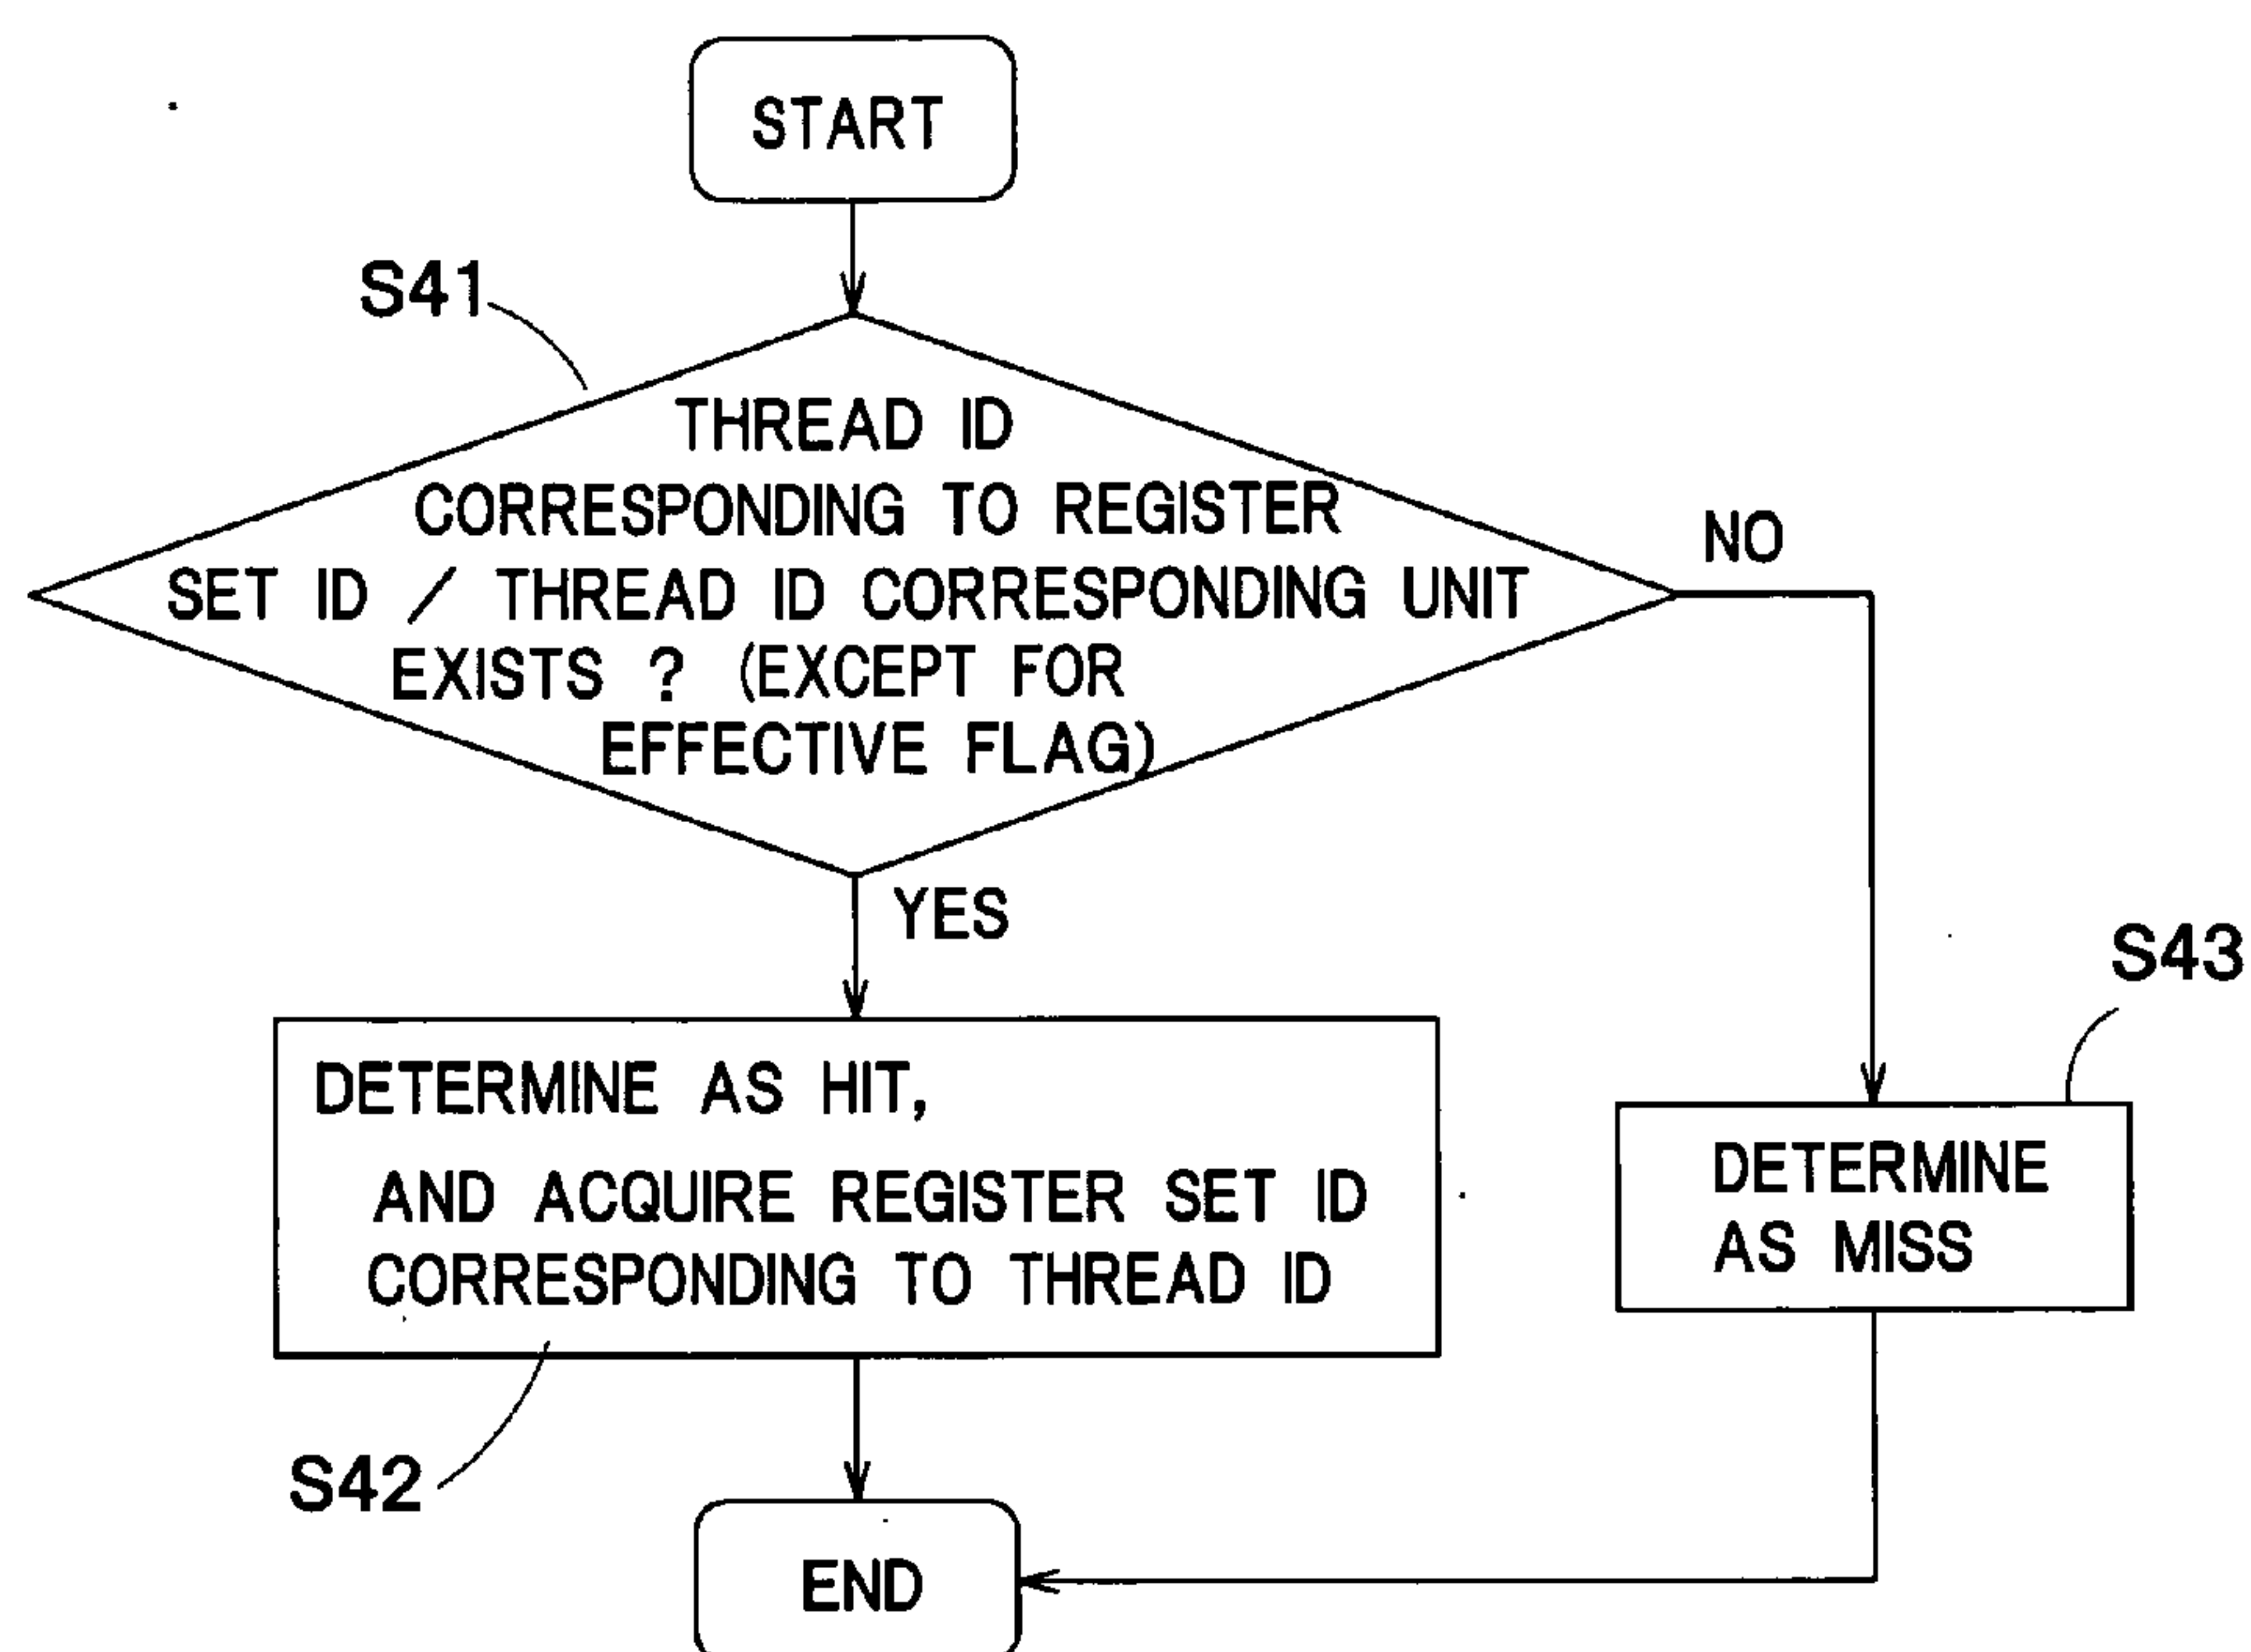 START
S41
THREAD ID
CORRESPONDING TO REGISTER
SET ID / THREAD ID CORRESPONDING UNIT
EXISTS ? (EXCEPT FOR
EFFECTIVE FLAG)
NO
YES
S43
DETERMINE AS HIT,
AND ACQUIRE REGISTER SET ID
CORRESPONDING TO THREAD ID
DETERMINE
AS MISS
S42
END